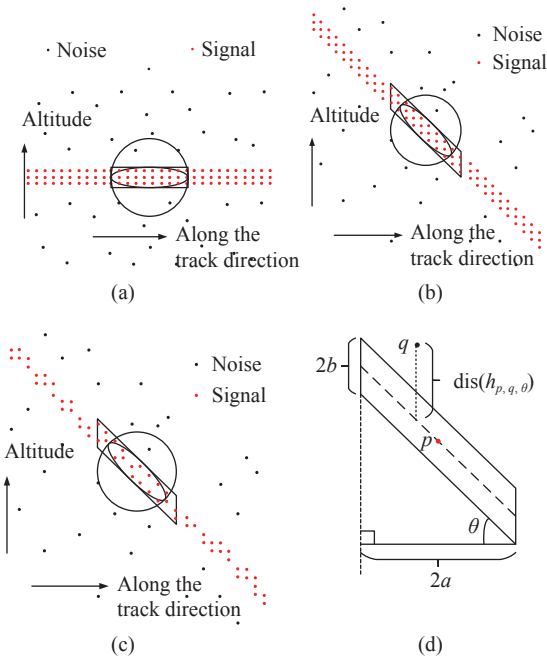 Noise
Signal
Altitude
Along the
track direction
(a)
Noise
Signal
Altitude
Along the
track direction
(b)
Noise
Signal
Altitude
Along the
track direction
(c)
2b
q
dis(h_{p, q, θ})
p
θ
2a
(d)